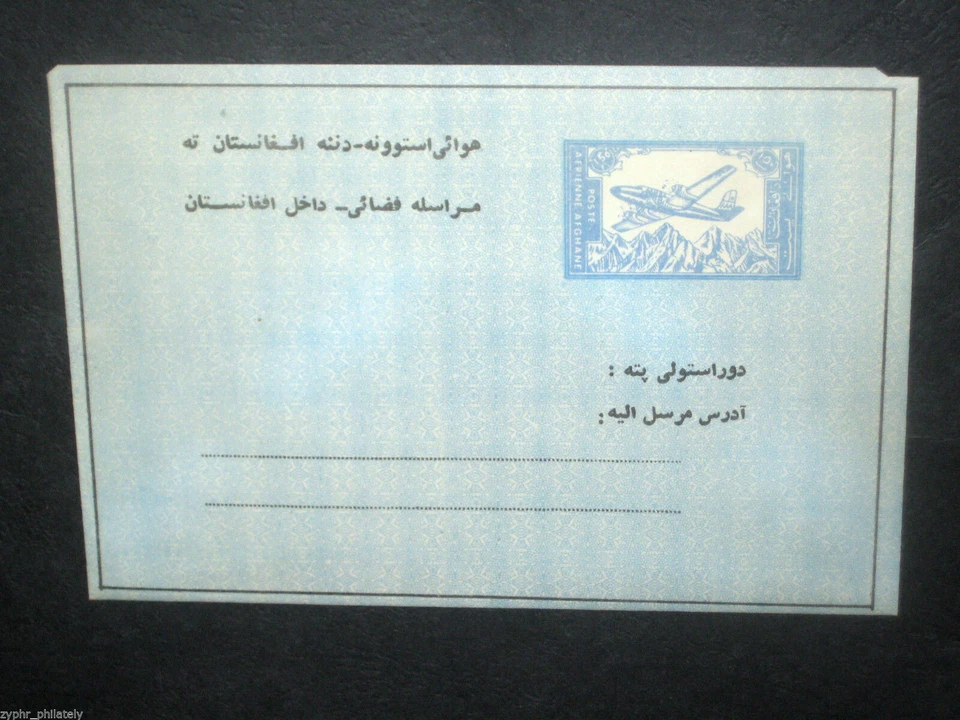 هوائی استوونه-دننه افغانستان ته
مراسله فضائی- داخل افغانستان
POSTE.
AERIENNE AFGHANE
دوراستولی پته :
آدرس مرسل الیه:
zyphr_philately